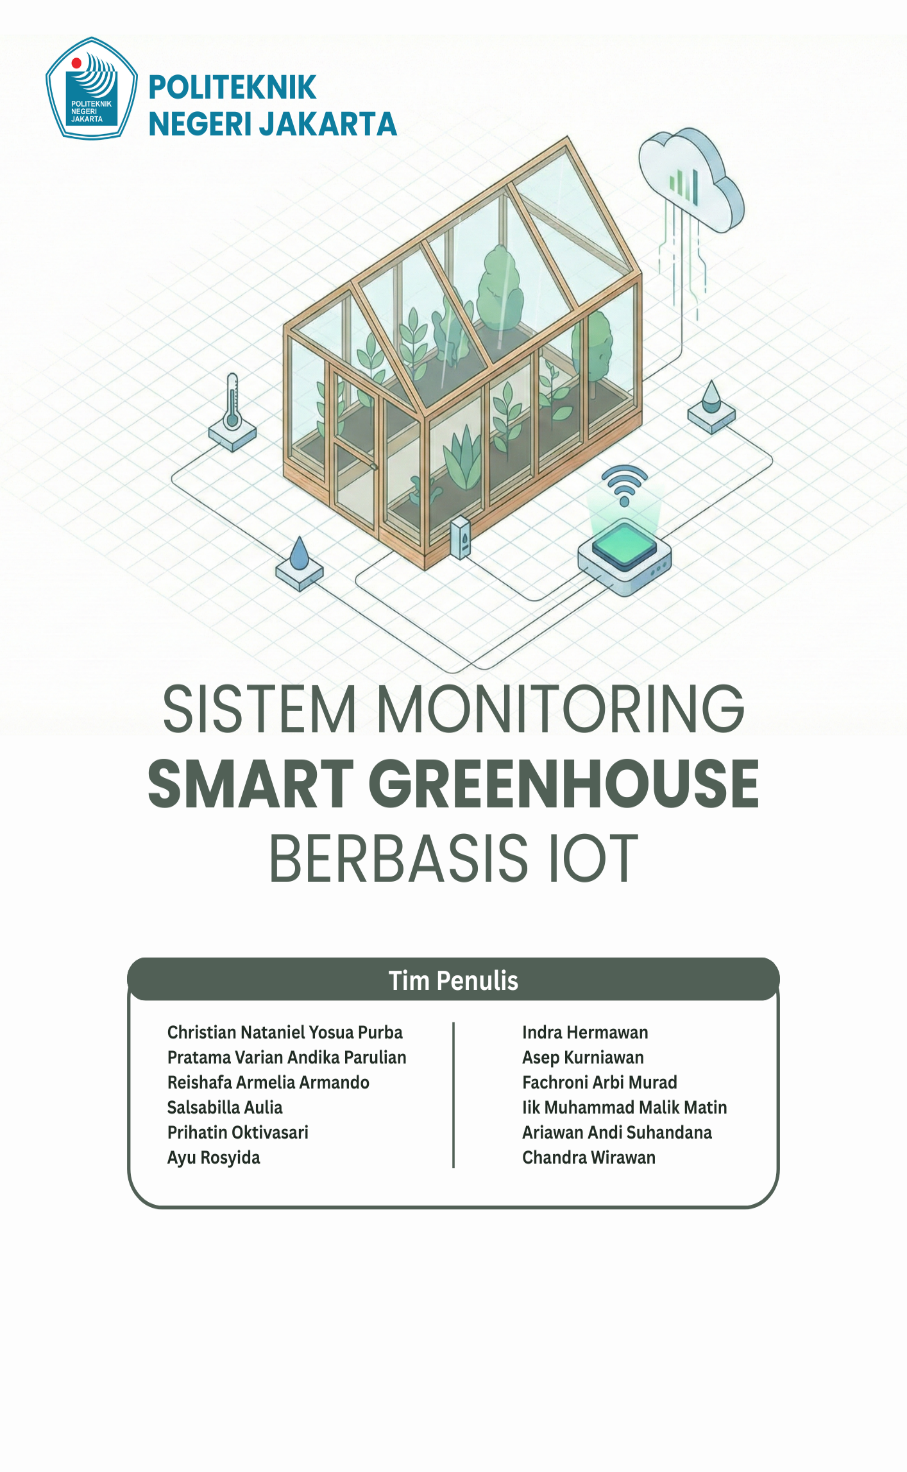 POLITEKNIK
NEGERI
JAKARTA
POLITEKNIK
NEGERI JAKARTA
SISTEM MONITORING
SMART GREENHOUSE
BERBASIS IOT
Tim Penulis
Christian Nataniel Yosua Purba
Pratama Varian Andika Parulian
Reishafa Armelia Armando
Salsabilla Aulia
Prihatin Oktivasari
Ayu Rosyida
Indra Hermawan
Asep Kurniawan
Fachroni Arbi Murad
Iik Muhammad Malik Matin
Ariawan Andi Suhandana
Chandra Wirawan